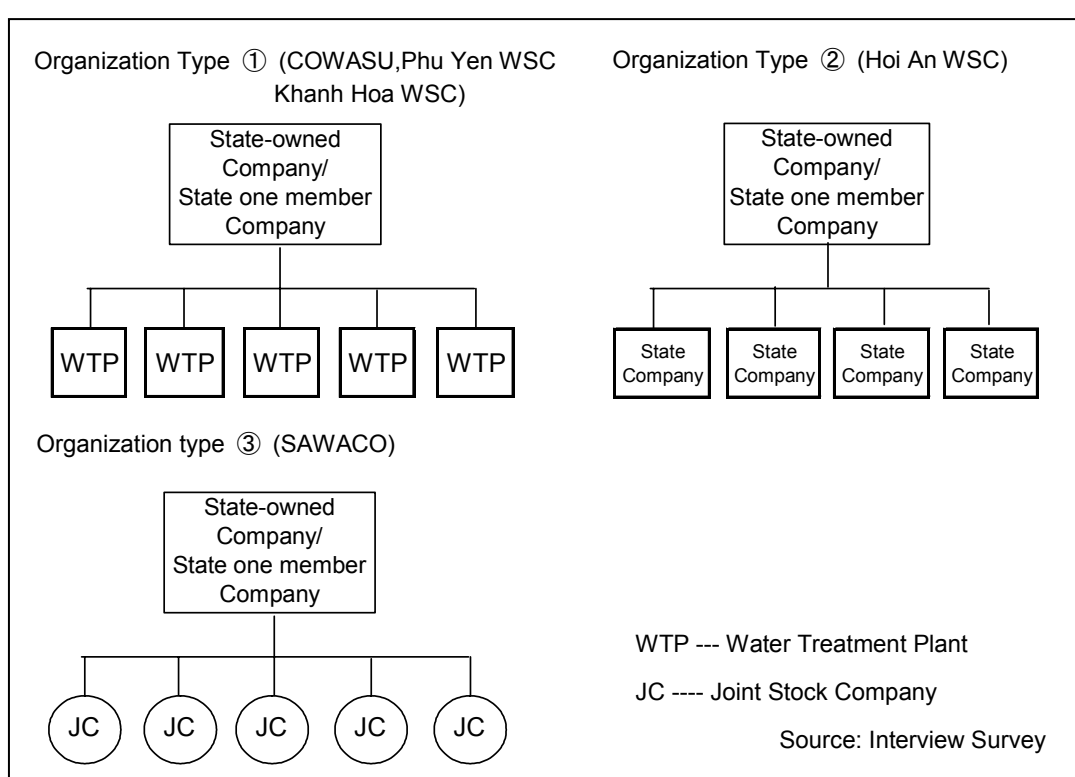 Organization Type ① (COWASU,Phu Yen WSC
Khanh Hoa WSC)
State-owned
Company/
State one member
Company
WTP WTP WTP WTP WTP
Organization Type ② (Hoi An WSC)
State-owned
Company/
State one member
Company
State State State State
Company Company Company Company
Organization type ③ (SAWACO)
State-owned
Company/
State one member
Company
JC JC JC JC JC
WTP --- Water Treatment Plant
JC ---- Joint Stock Company
Source: Interview Survey